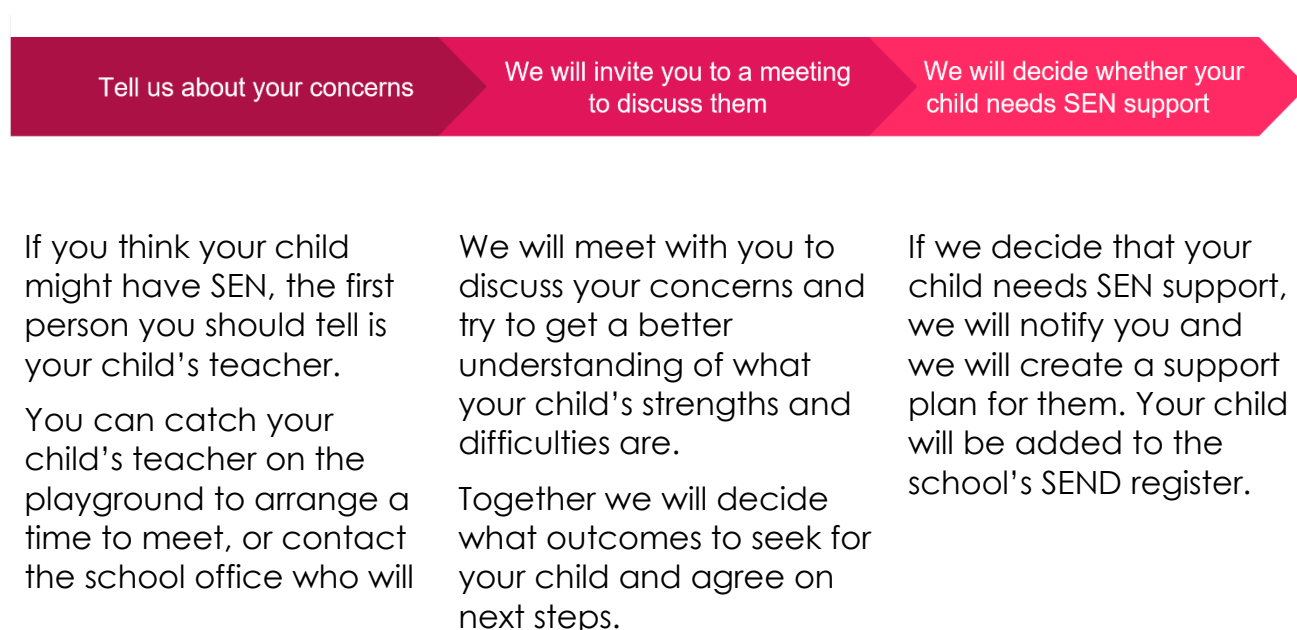 Tell us about your concerns
We will invite you to a meeting
to discuss them
We will decide whether your
child needs SEN support
If you think your child
might have SEN, the first
person you should tell is
your child’s teacher.
You can catch your
child’s teacher on the
playground to arrange a
time to meet, or contact
the school office who will
We will meet with you to
discuss your concerns and
try to get a better
understanding of what
your child’s strengths and
difficulties are.
Together we will decide
what outcomes to seek for
your child and agree on
next steps.
If we decide that your
child needs SEN support,
we will notify you and
we will create a support
plan for them. Your child
will be added to the
school’s SEND register.